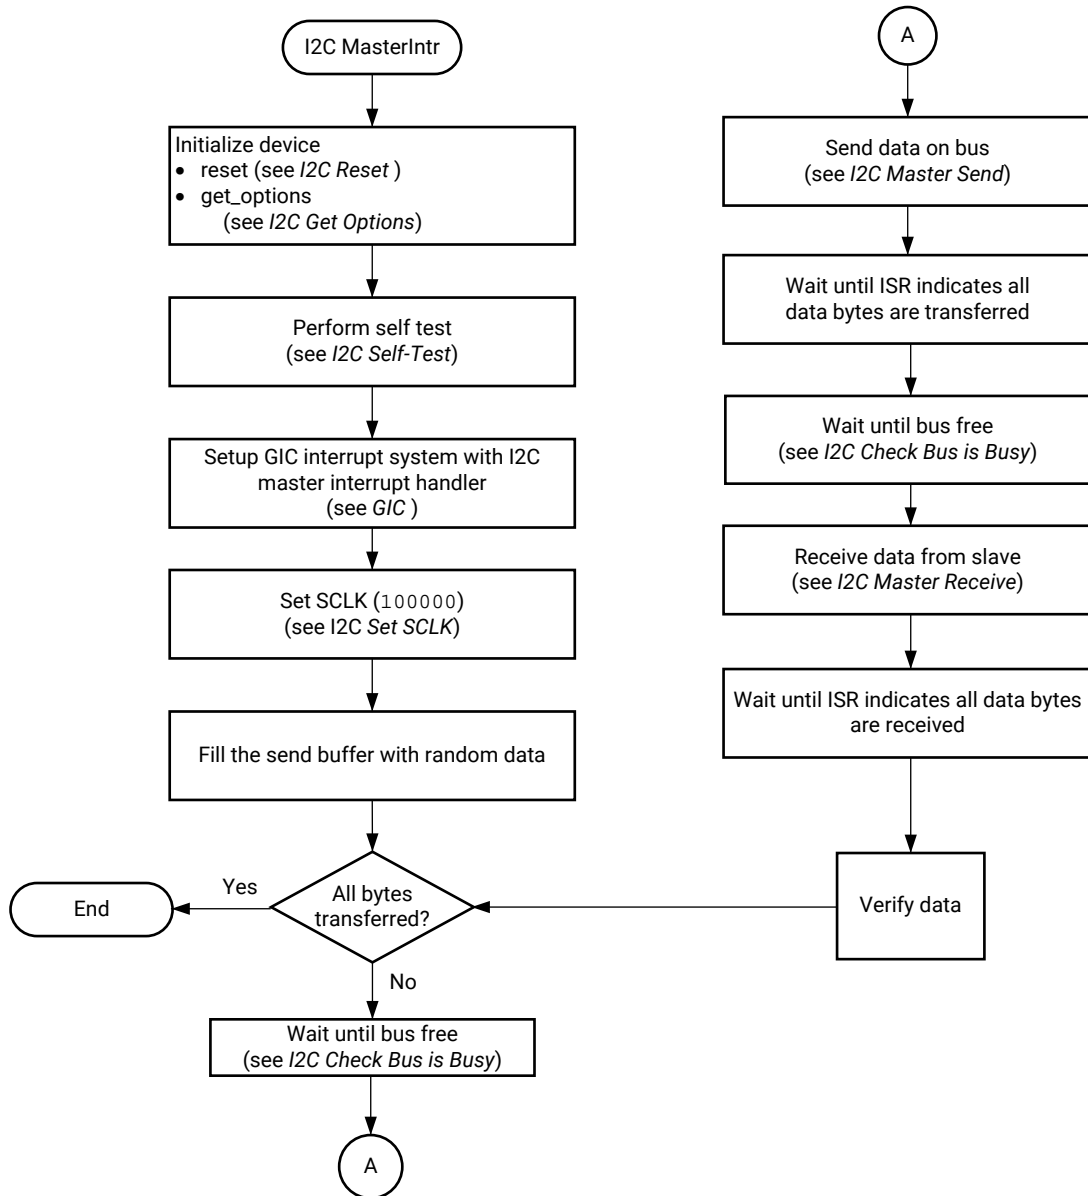 I2C MasterIntr
Initialize device
• reset (see I2C Reset )
• get_options
(see I2C Get Options)
Perform self test
(see I2C Self-Test)
Setup GIC interrupt system with I2C
master interrupt handler
(see GIC )
Set SCLK (100000)
(see I2C Set SCLK)
Fill the send buffer with random data
All bytes
transferred?
Yes
End
No
Wait until bus free
(see I2C Check Bus is Busy)
A
A
Send data on bus
(see I2C Master Send)
Wait until ISR indicates all
data bytes are transferred
Wait until bus free
(see I2C Check Bus is Busy)
Receive data from slave
(see I2C Master Receive)
Wait until ISR indicates all data bytes
are received
Verify data